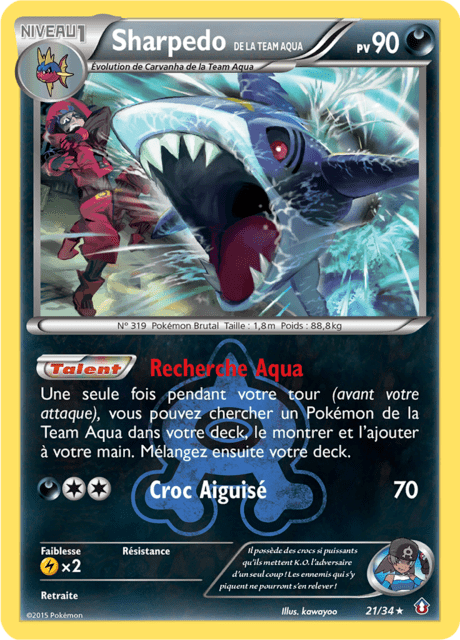 NIVEAU 1
Sharpedo DE LA TEAM AQUA
PV 90
Évolution de Carvanha de la Team Aqua
N° 319 Pokémon Brutal Taille : 1,8m Poids : 88,8kg
Talent Recherche Aqua
Une seule fois pendant votre tour (avant votre
attaque), vous pouvez chercher un Pokémon de la
Team Aqua dans votre deck, le montrer et l'ajouter
à votre main. Mélangez ensuite votre deck.
Croc Aiguisé 70
Faiblesse Résistance
×2
Retraite
Il possède des crocs si puissants
qu'ils mettent K.O. l'adversaire
d'un seul coup ! Les ennemis qui s'y
piquent ne pourront s'en relever !
©2015 Pokémon
Illus. kawayoo
21/34 ★